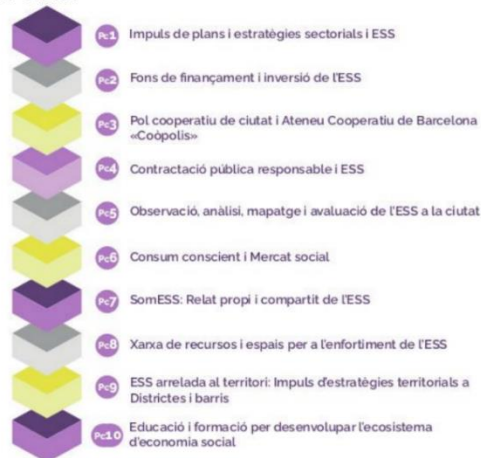 Pc1 Impuls de plans i estratègies sectorials i ESS
Pc2 Fons de finançament i inversió de l'ESS
Pc3 Pol cooperatiu de ciutat i Ateneu Cooperatiu de Barcelona
«Coòpolis»
Pc4 Contractació pública responsable i ESS
Pc5 Observació, anàlisi, mapatge i avaluació de l'ESS a la ciutat
Pc6 Consum conscient i Mercat social
Pc7 SomESS: Relat propi i compartit de l'ESS
Pc8 Xarxa de recursos i espais per a l'enfortiment de l'ESS
Pc9 ESS arrelada al territori: Impuls d'estratègies territorials a
Districtes i barris
Pc10 Educació i formació per desenvolupar l'ecosistema
d'economia social